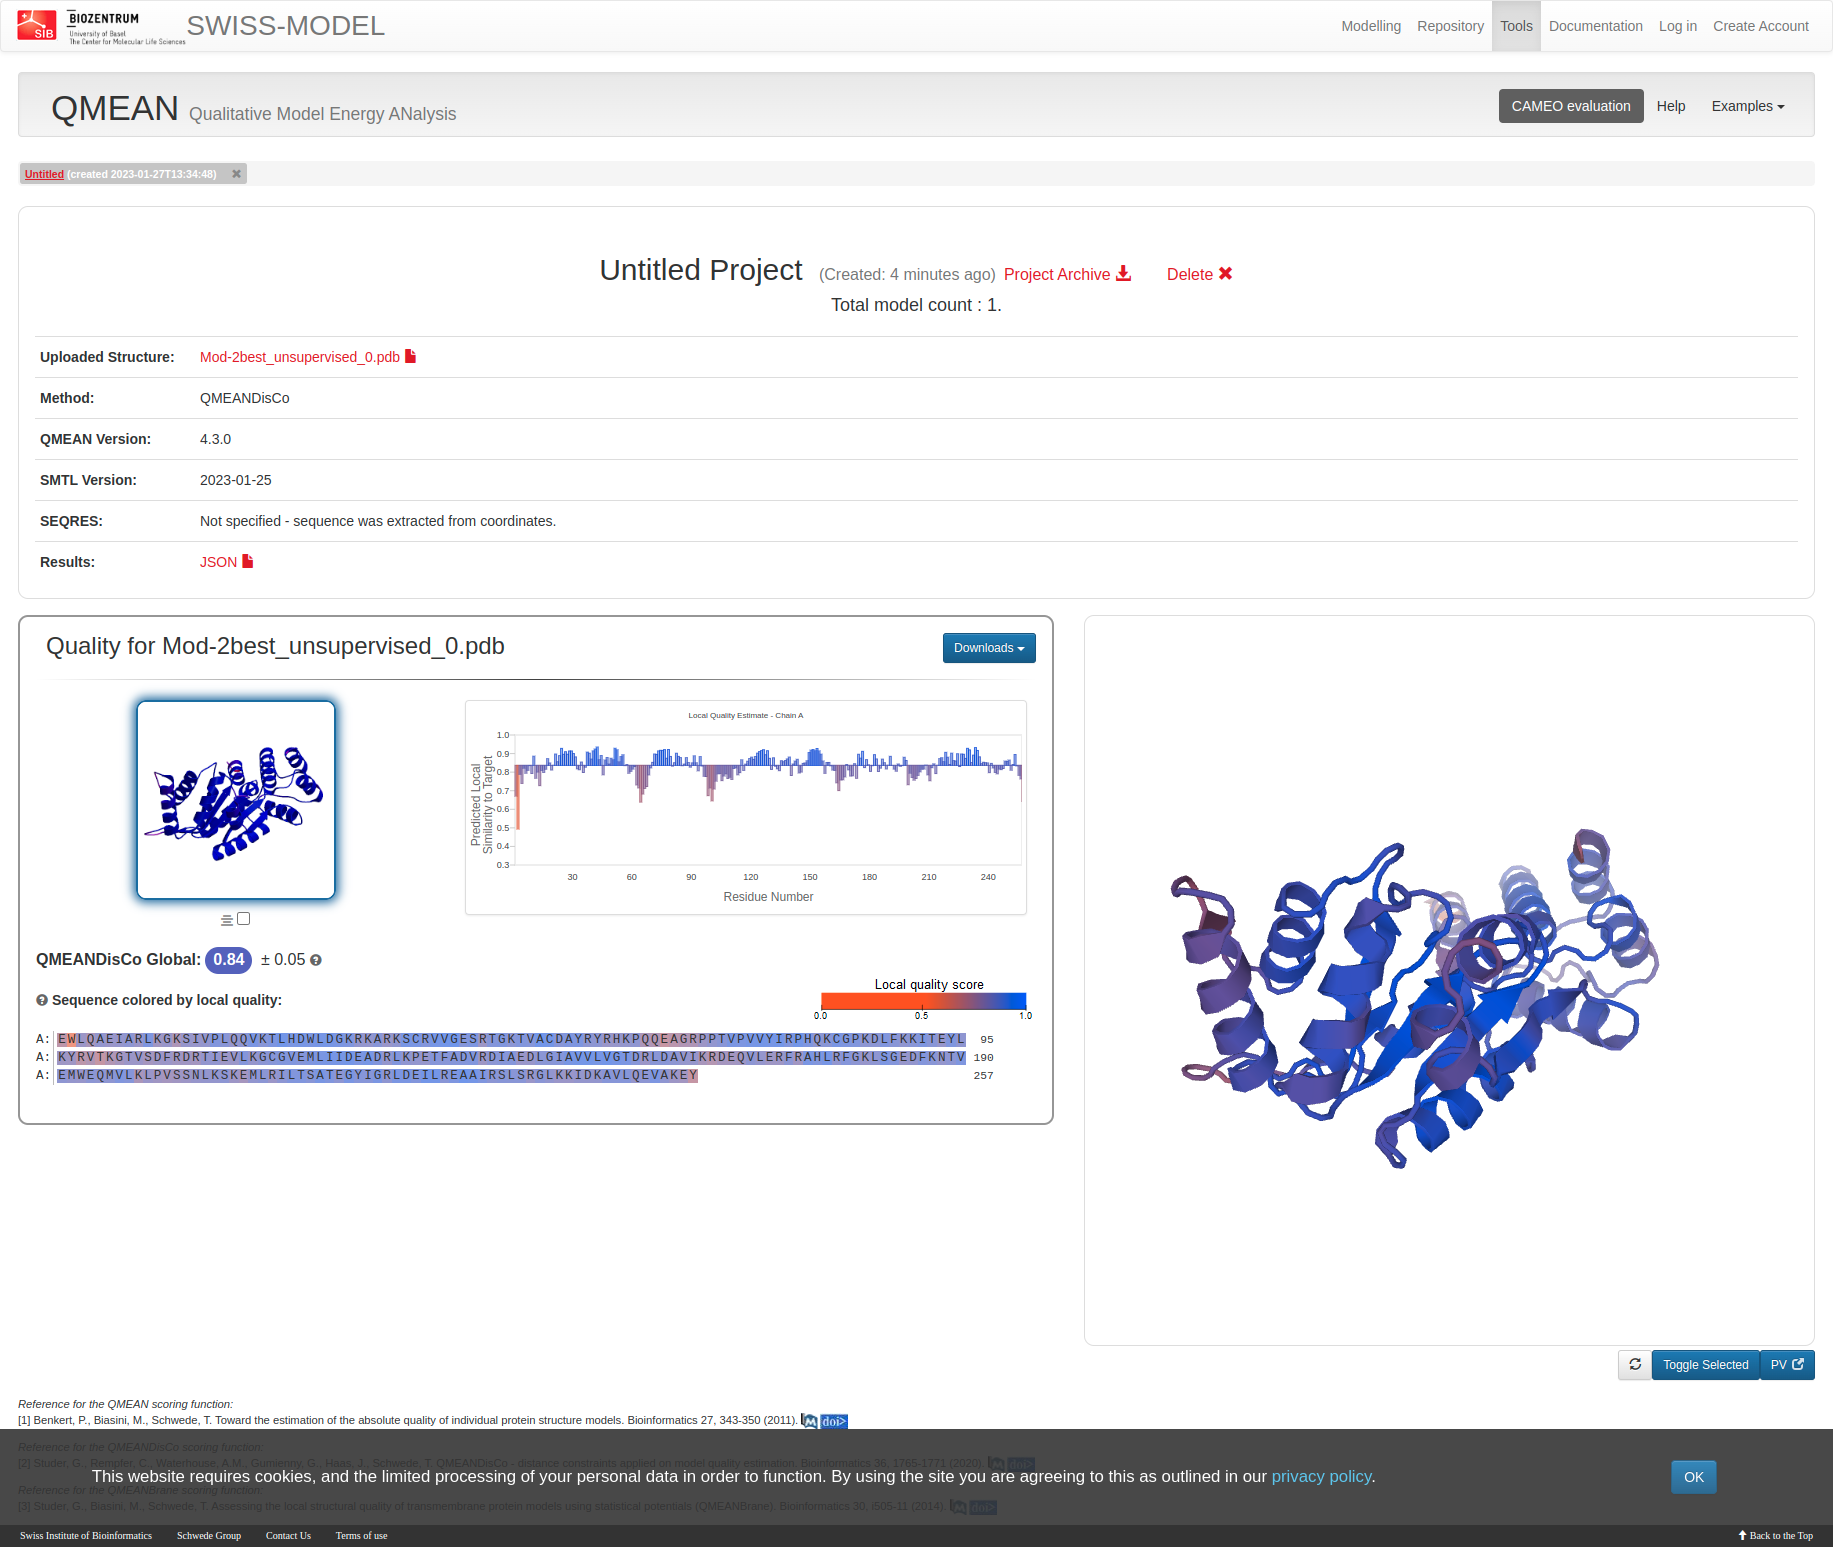 SIB
BIOZENTRUM
University of Basel
The Center for Molecular Life Sciences
SWISS-MODEL
Modelling
Repository
Tools
Documentation
Log in
Create Account
QMEAN Qualitative Model Energy ANalysis
CAMEO evaluation
Help
Examples
Untitled (created 2023-01-27T13:34:48)
Untitled Project (Created: 4 minutes ago) Project Archive Delete
Total model count : 1.
Uploaded Structure: Mod-2best_unsupervised_0.pdb
Method: QMEANDisCo
QMEAN Version: 4.3.0
SMTL Version: 2023-01-25
SEQRES: Not specified - sequence was extracted from coordinates.
Results: JSON
Quality for Mod-2best_unsupervised_0.pdb
Downloads
Local Quality Estimate - Chain A
Predicted Local
Similarity to Target
1.0
0.9
0.8
0.7
0.6
0.5
0.4
0.3
30 60 90 120 150 180 210 240
Residue Number
QMEANDisCo Global: 0.84 ± 0.05
Sequence colored by local quality:
Local quality score
0.0 0.5 1.0
A: EWLQAEIARLKGKSIVPLQQVKTLHDWLDGKRKARKSCRVVGESRTGKTVACDAYRYRHKPQQEAGRPPTVPVVYIRPHQKCGPKDLFKKITEYL 95
A: KYRVTKGTVSDFRDRTIEVLKGCGVEMLIIDEADRLKPETFADVRDIAEDLGIAVVLVGTDRLDAVIKRDEQVLERFRAHLRFGKLSGEDFKNTV 190
A: EMWEQMVLKLPVSSNLKSKEMLRILTSATEGYIGRLDEILREAAIRSLSRGLKKIDKAVLQEVAKEY 257
Toggle Selected
PV
Reference for the QMEAN scoring function:
[1] Benkert, P., Biasini, M., Schwede, T. Toward the estimation of the absolute quality of individual protein structure models. Bioinformatics 27, 343-350 (2011). M doi>
Reference for the QMEANDisCo scoring function:
[2] Studer, G., Rempfer, C., Waterhouse, A.M., Gumienny, G., Haas, J., Schwede, T. QMEANDisCo - distance constraints applied on model quality estimation. Bioinformatics 36, 1765-1771 (2020). M doi>
This website requires cookies, and the limited processing of your personal data in order to function. By using the site you are agreeing to this as outlined in our privacy policy.
OK
Reference for the QMEANBrane scoring function:
[3] Studer, G., Biasini, M., Schwede, T. Assessing the local structural quality of transmembrane protein models using statistical potentials (QMEANBrane). Bioinformatics 30, i505-11 (2014). M doi>
Swiss Institute of Bioinformatics
Schwede Group
Contact Us
Terms of use
Back to the Top